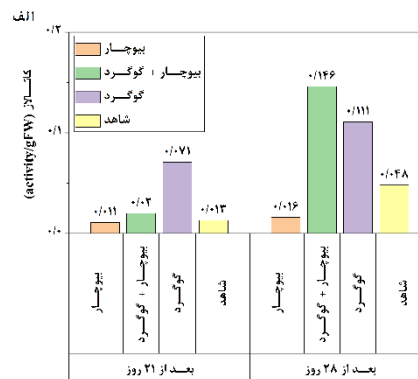 الف
۰/۲
۰/۱
۰/۰
کاتالاز (activity/gFW)
بیوچار
بیوچار + گوگرد
گوگرد
شاهد
۰/۰۱۱
۰/۰۲
۰/۰۷۱
۰/۰۱۳
۰/۰۱۶
۰/۱۴۶
۰/۱۱۱
۰/۰۴۸
بیوچار
بیوچار + گوگرد
گوگرد
شاهد
بیوچار
بیوچار + گوگرد
گوگرد
شاهد
بعد از ۲۱ روز
بعد از ۲۸ روز